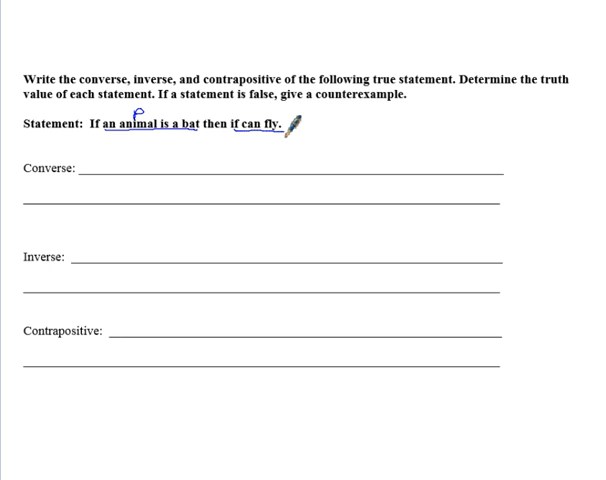 Write the converse, inverse, and contrapositive of the following true statement. Determine the truth
value of each statement. If a statement is false, give a counterexample.
P
Statement: If an animal is a bat then if can fly.
Converse:
Inverse:
Contrapositive: